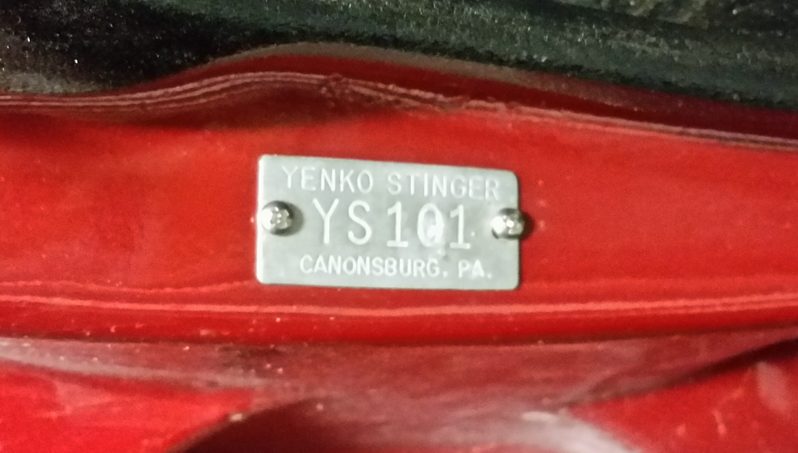 YENKO STINGER
YS101
CANONSBURG, PA.